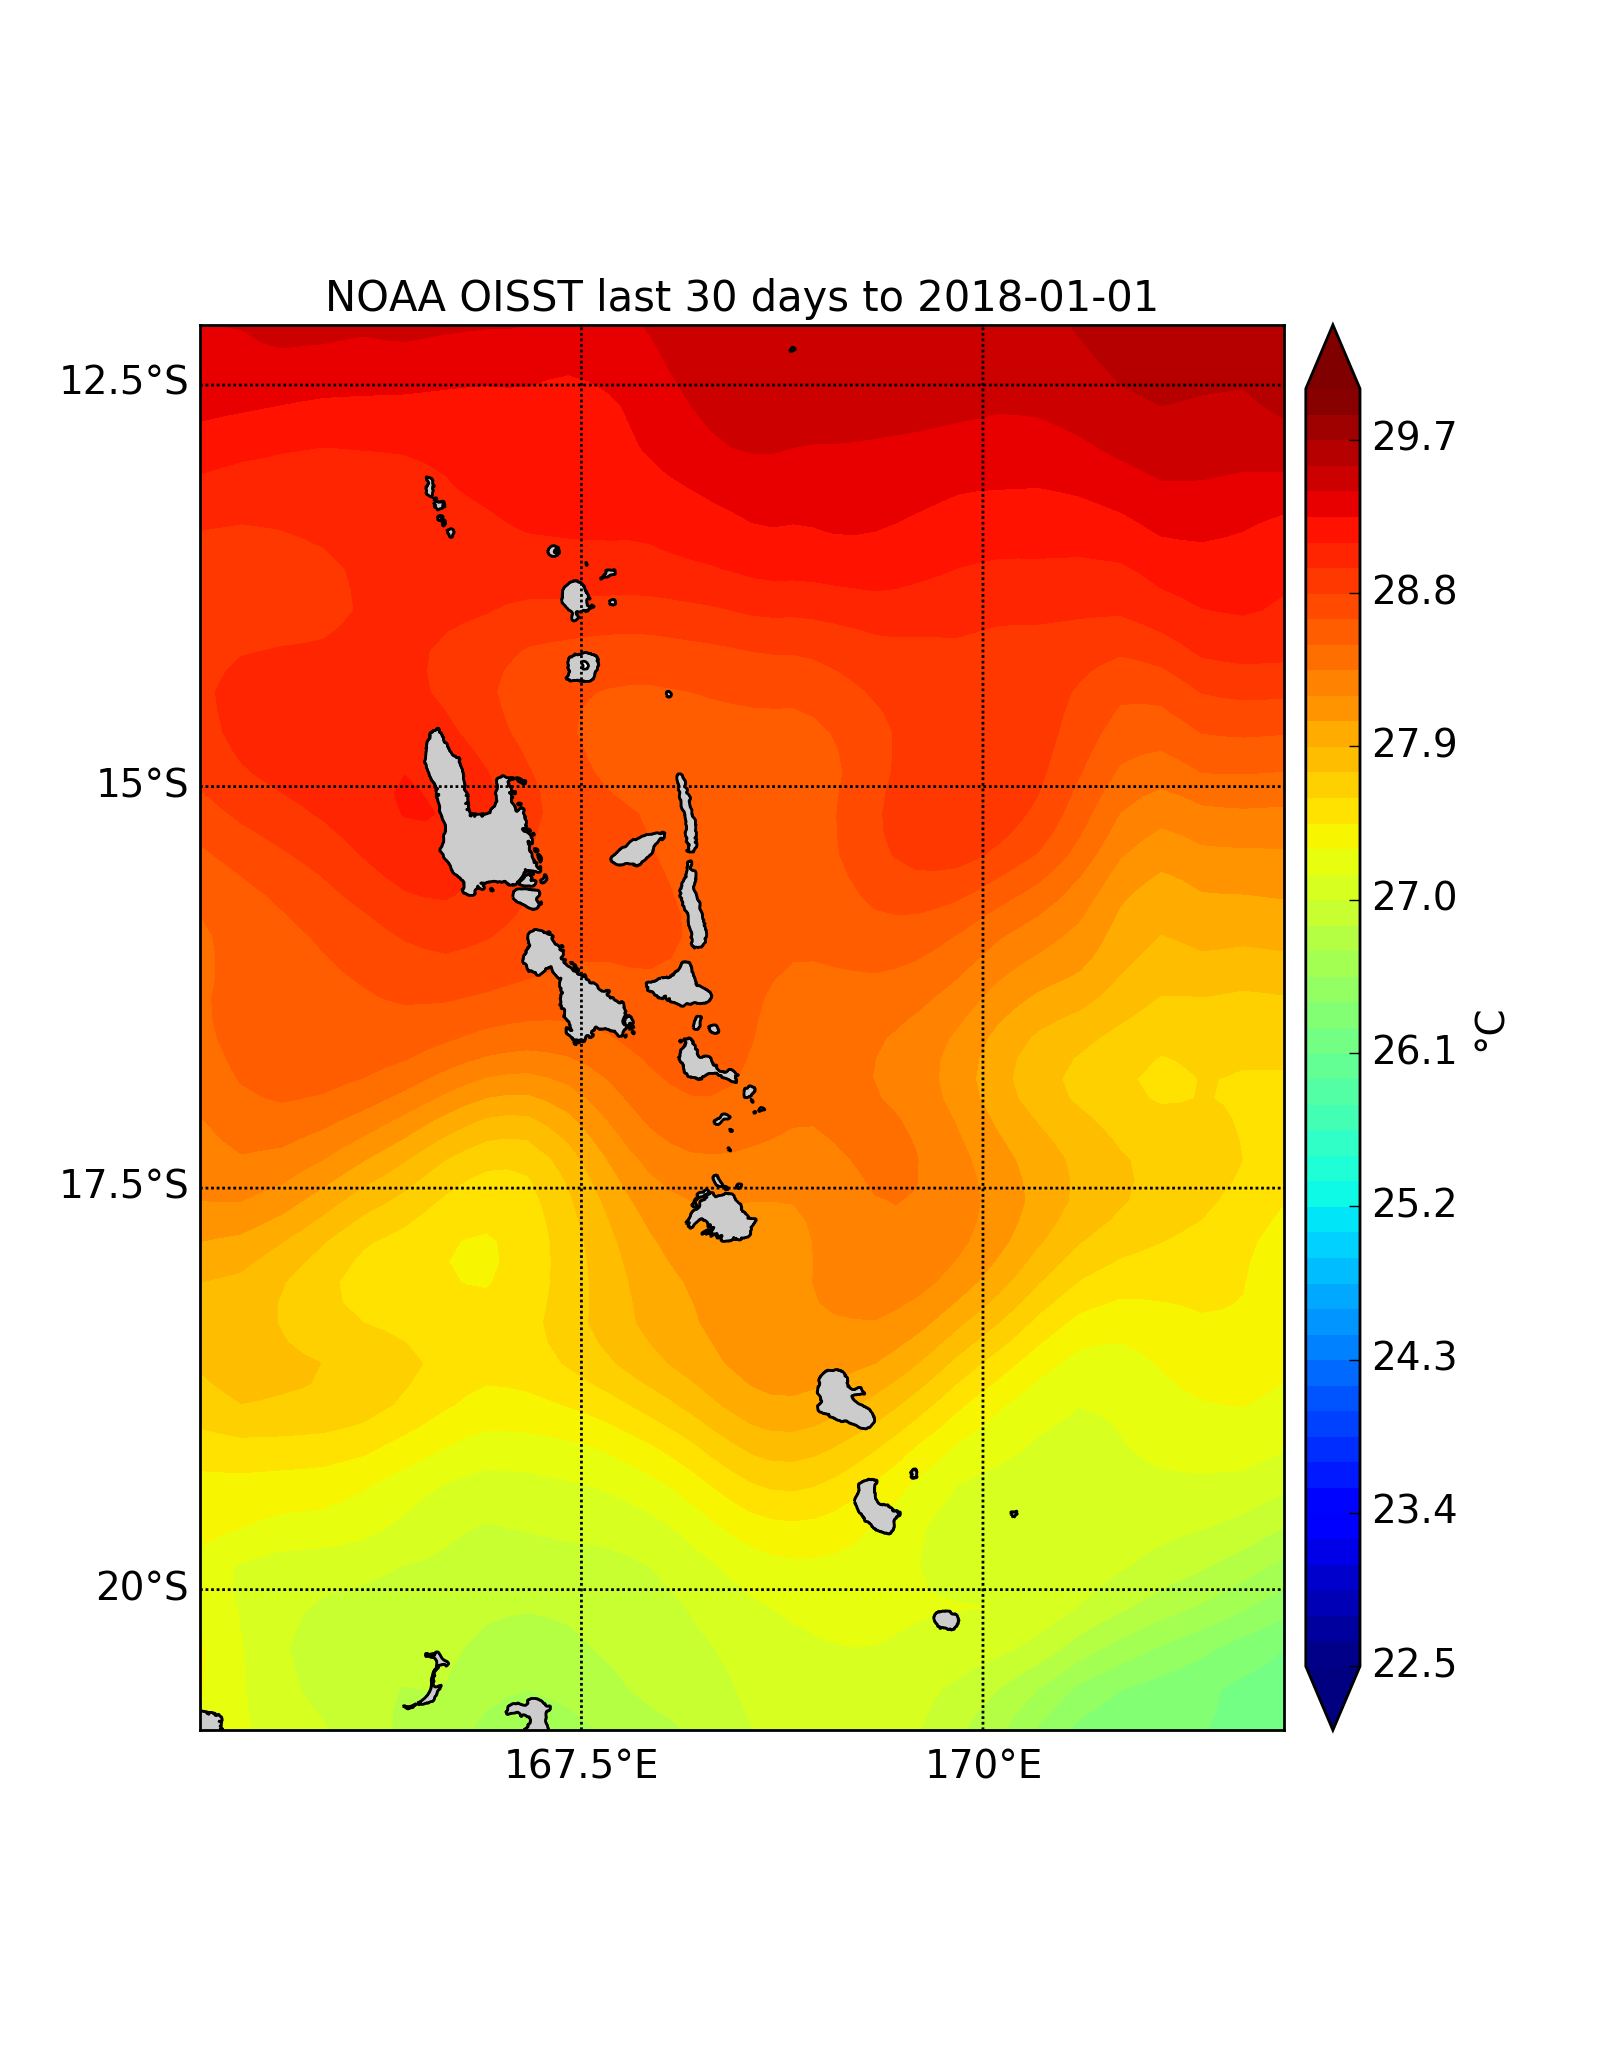 NOAA OISST last 30 days to 2018-01-01
12.5°S
15°S
17.5°S
20°S
167.5°E
170°E
29.7
28.8
27.9
27.0
26.1
25.2
24.3
23.4
22.5
°C